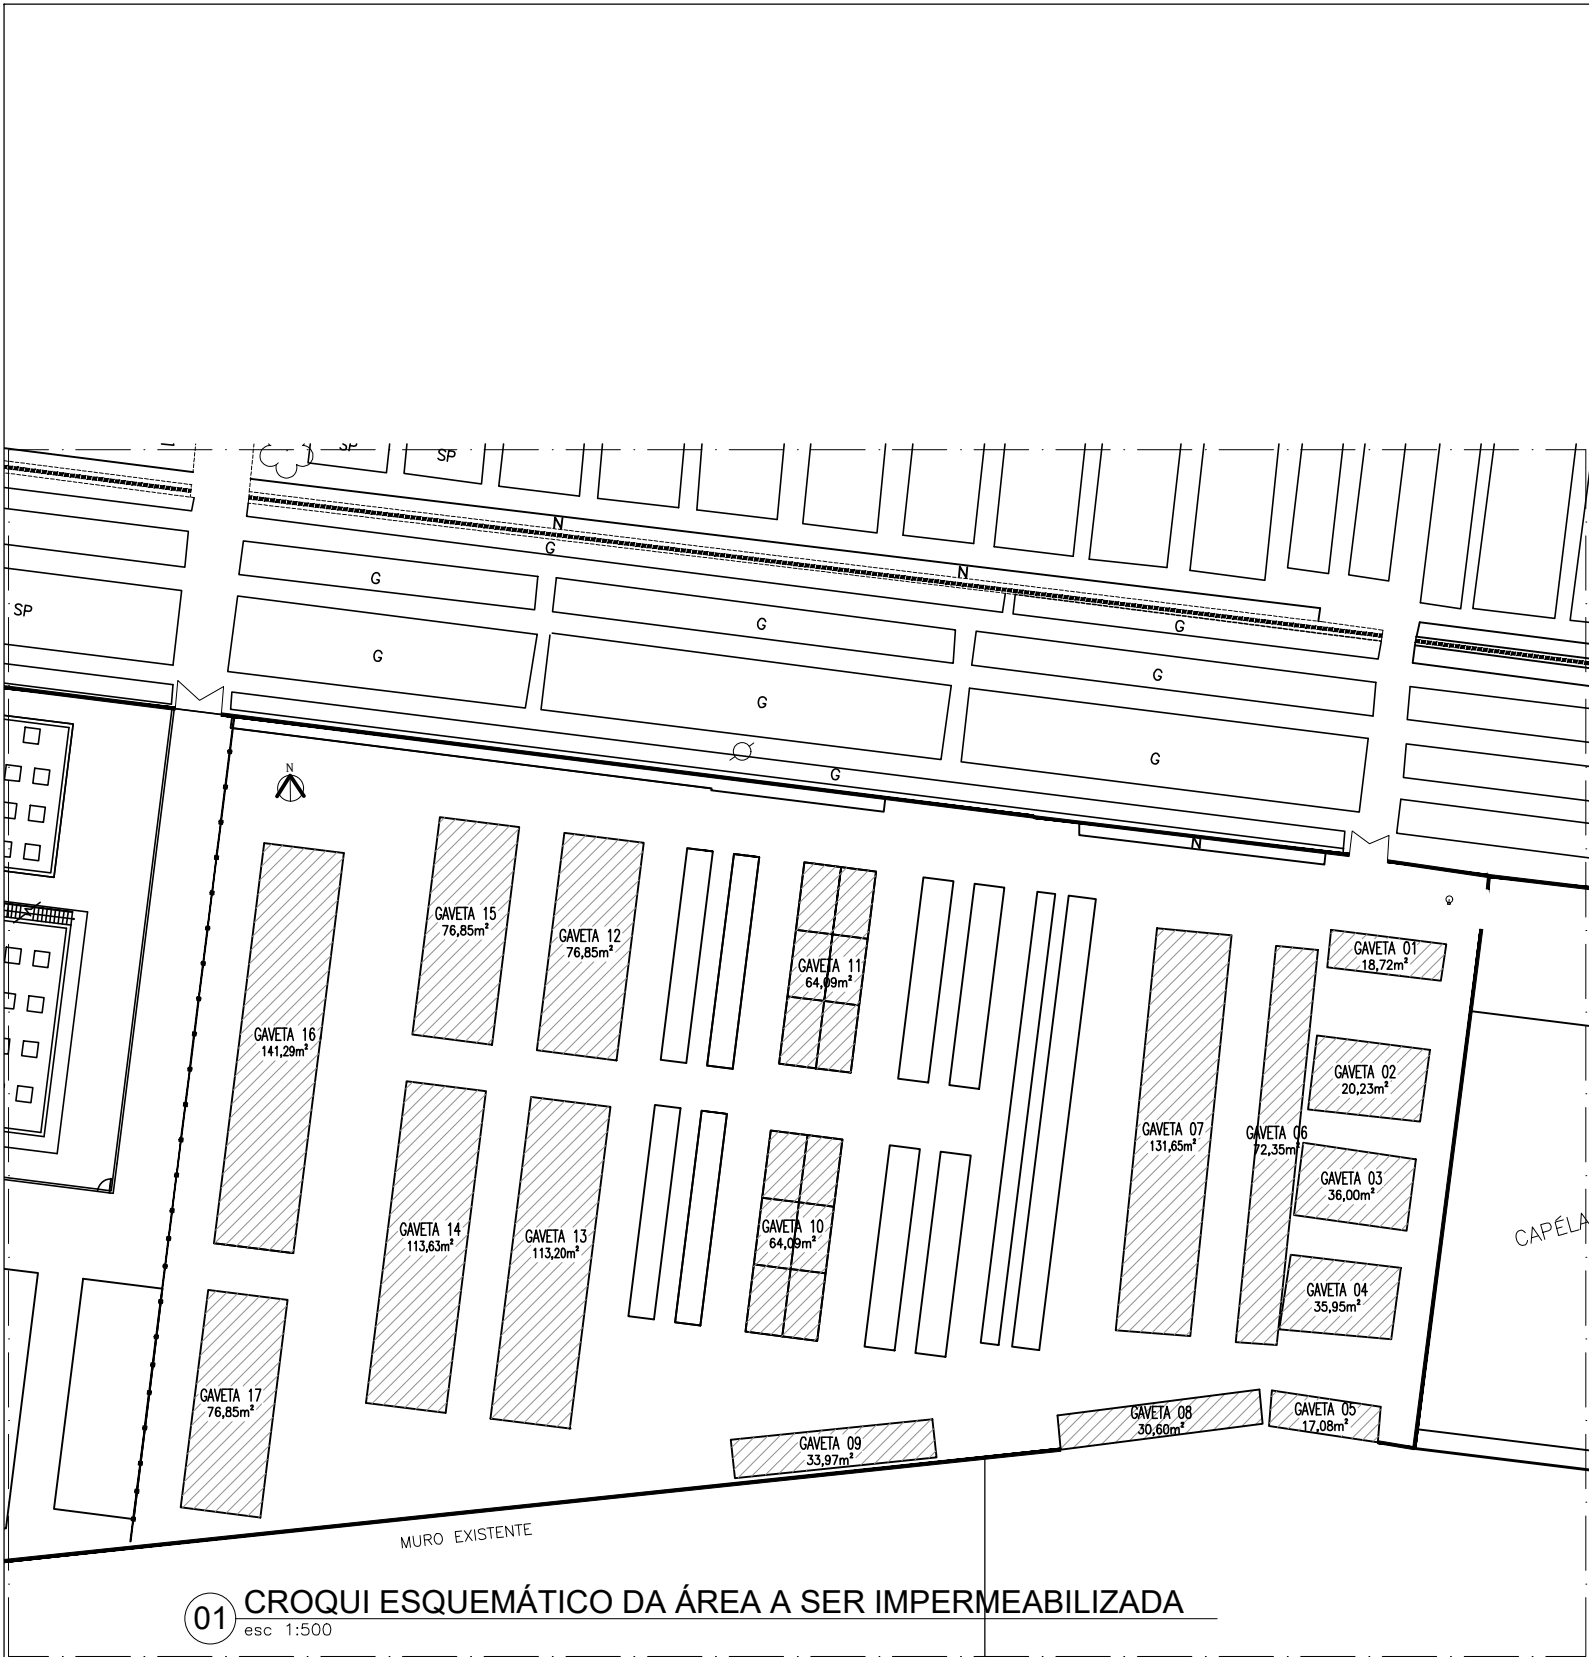 SP
SP
N
G
N
G
G
G
SP
G
G
G
G
G
G
N
N
GAVETA 15
76,85m²
GAVETA 12
76,85m²
GAVETA 11
64,09m²
GAVETA 01
18,72m²
GAVETA 16
141,29m²
GAVETA 02
20,23m²
GAVETA 07
131,65m²
GAVETA 06
72,35m²
GAVETA 03
36,00m²
GAVETA 14
113,63m²
GAVETA 13
113,20m²
GAVETA 10
64,09m²
CAPÉLA
GAVETA 04
35,95m²
GAVETA 17
76,85m²
GAVETA 08
30,60m²
GAVETA 05
17,08m²
GAVETA 09
33,97m²
MURO EXISTENTE
01 CROQUI ESQUEMÁTICO DA ÁREA A SER IMPERMEABILIZADA
esc 1:500